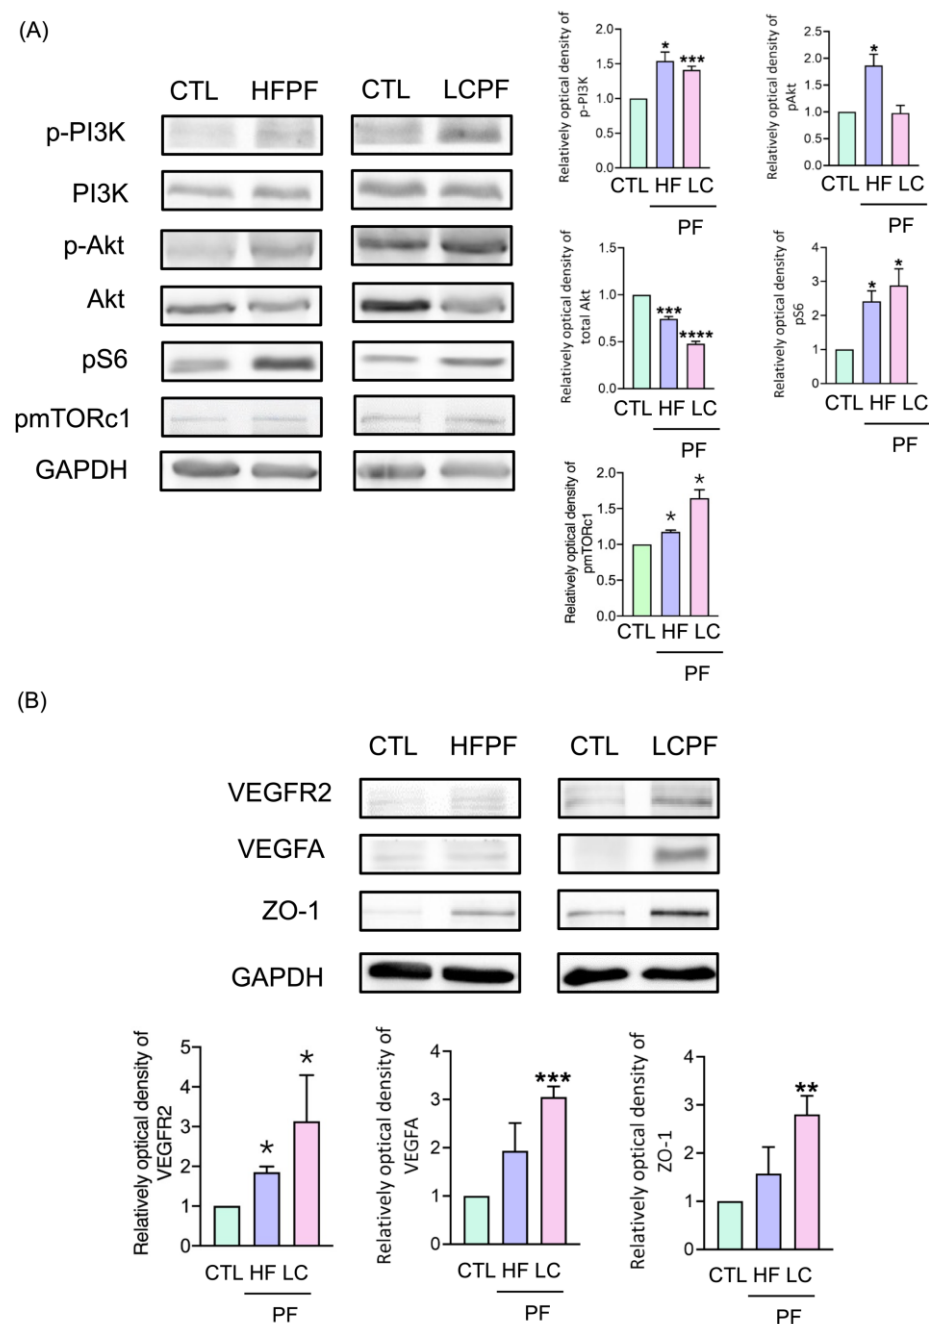 (A)
CTL HFPF CTL LCPF
p-PI3K
PI3K
p-Akt
Akt
pS6
pmTORc1
GAPDH
Relatively optical density of
p-PI3K
2.0
1.5
1.0
0.5
0.0
*
***
CTL HF LC
PF
Relatively optical density of
pAkt
2.5
2.0
1.5
1.0
0.5
0.0
*
CTL HF LC
PF
Relatively optical density of
total Akt
1.5
1.0
0.5
0.0
***
****
CTL HF LC
PF
Relatively optical density of
pS6
4
3
2
1
0
*
*
CTL HF LC
PF
Relatively optical density of
pmTORc1
2.0
1.5
1.0
0.5
0.0
*
*
CTL HF LC
PF
(B)
CTL HFPF CTL LCPF
VEGFR2
VEGFA
ZO-1
GAPDH
Relatively optical density of
VEGFR2
5
4
3
2
1
0
*
*
CTL HF LC
PF
Relatively optical density of
VEGFA
4
3
2
1
0
***
CTL HF LC
PF
Relatively optical density of
ZO-1
4
3
2
1
0
**
CTL HF LC
PF